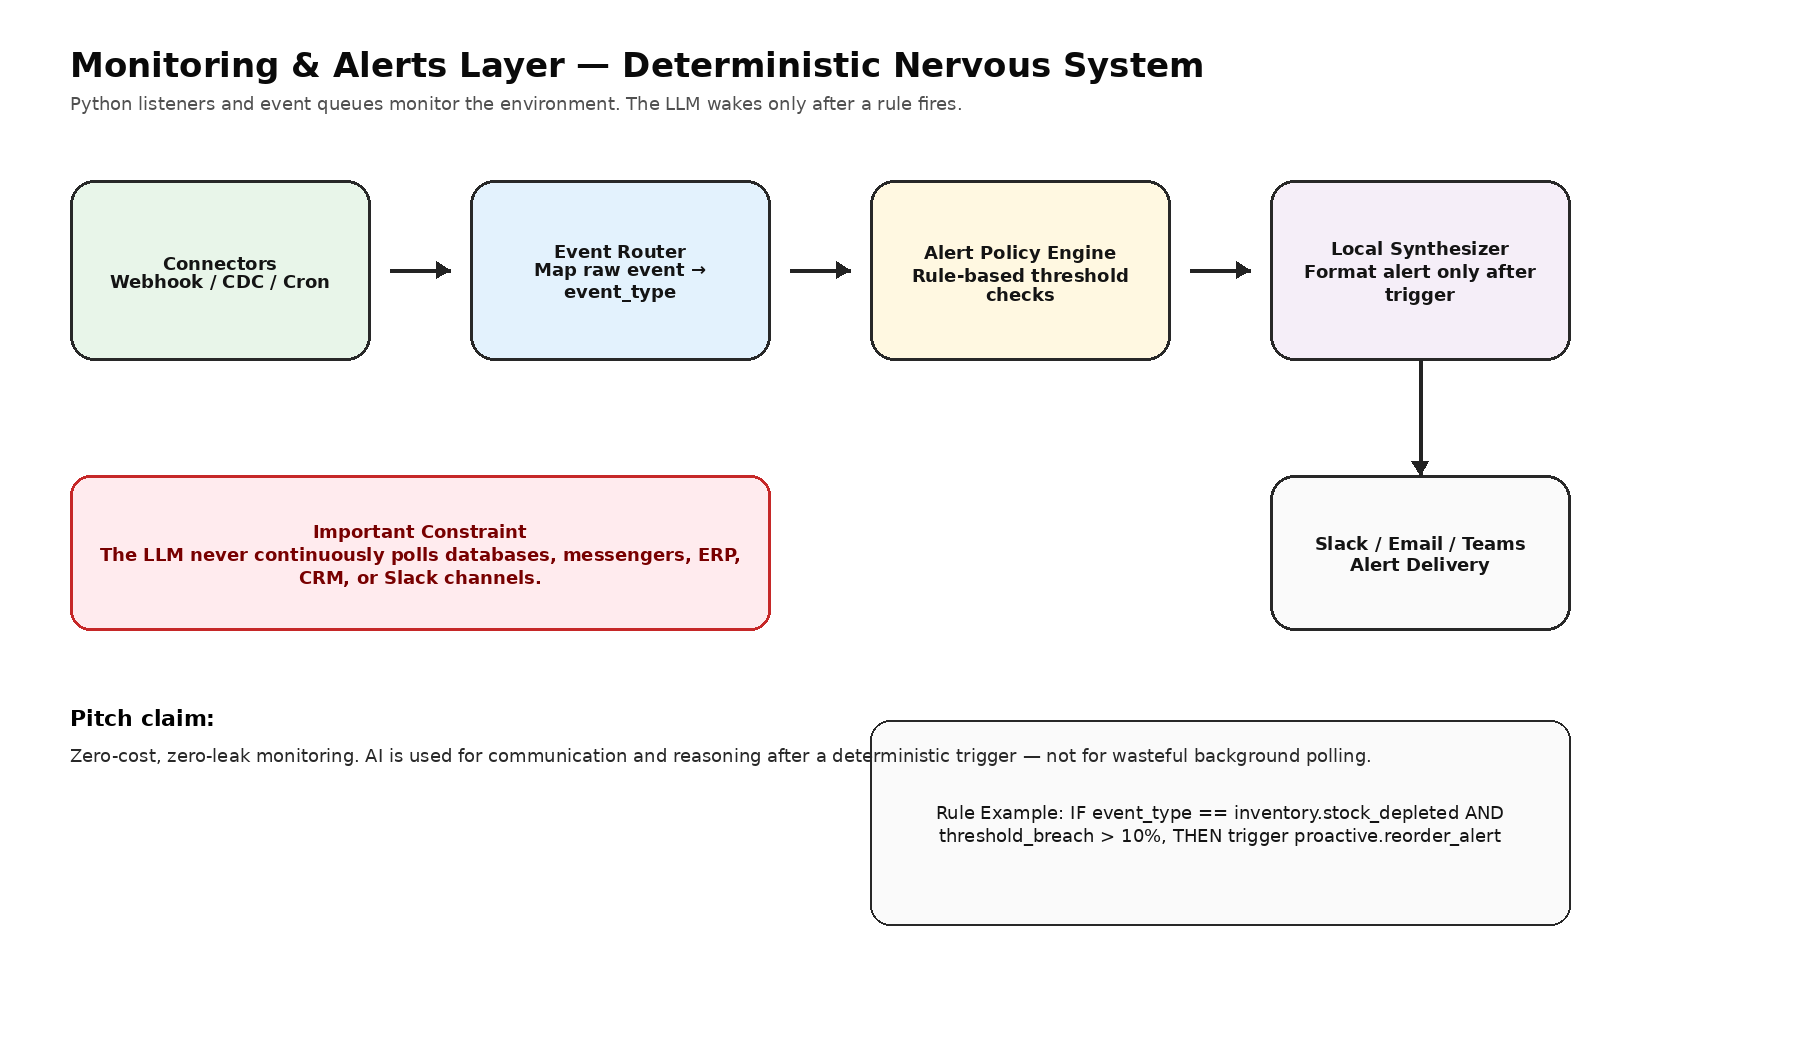 Monitoring & Alerts Layer — Deterministic Nervous System
Python listeners and event queues monitor the environment. The LLM wakes only after a rule fires.
Connectors
Webhook / CDC / Cron
Event Router
Map raw event →
event_type
Alert Policy Engine
Rule-based threshold
checks
Local Synthesizer
Format alert only after
trigger
Important Constraint
The LLM never continuously polls databases, messengers, ERP,
CRM, or Slack channels.
Slack / Email / Teams
Alert Delivery
Pitch claim:
Zero-cost, zero-leak monitoring. AI is used for communication and reasoning after a deterministic trigger — not for wasteful background polling.
Rule Example: IF event_type == inventory.stock_depleted AND
threshold_breach > 10%, THEN trigger proactive.reorder_alert